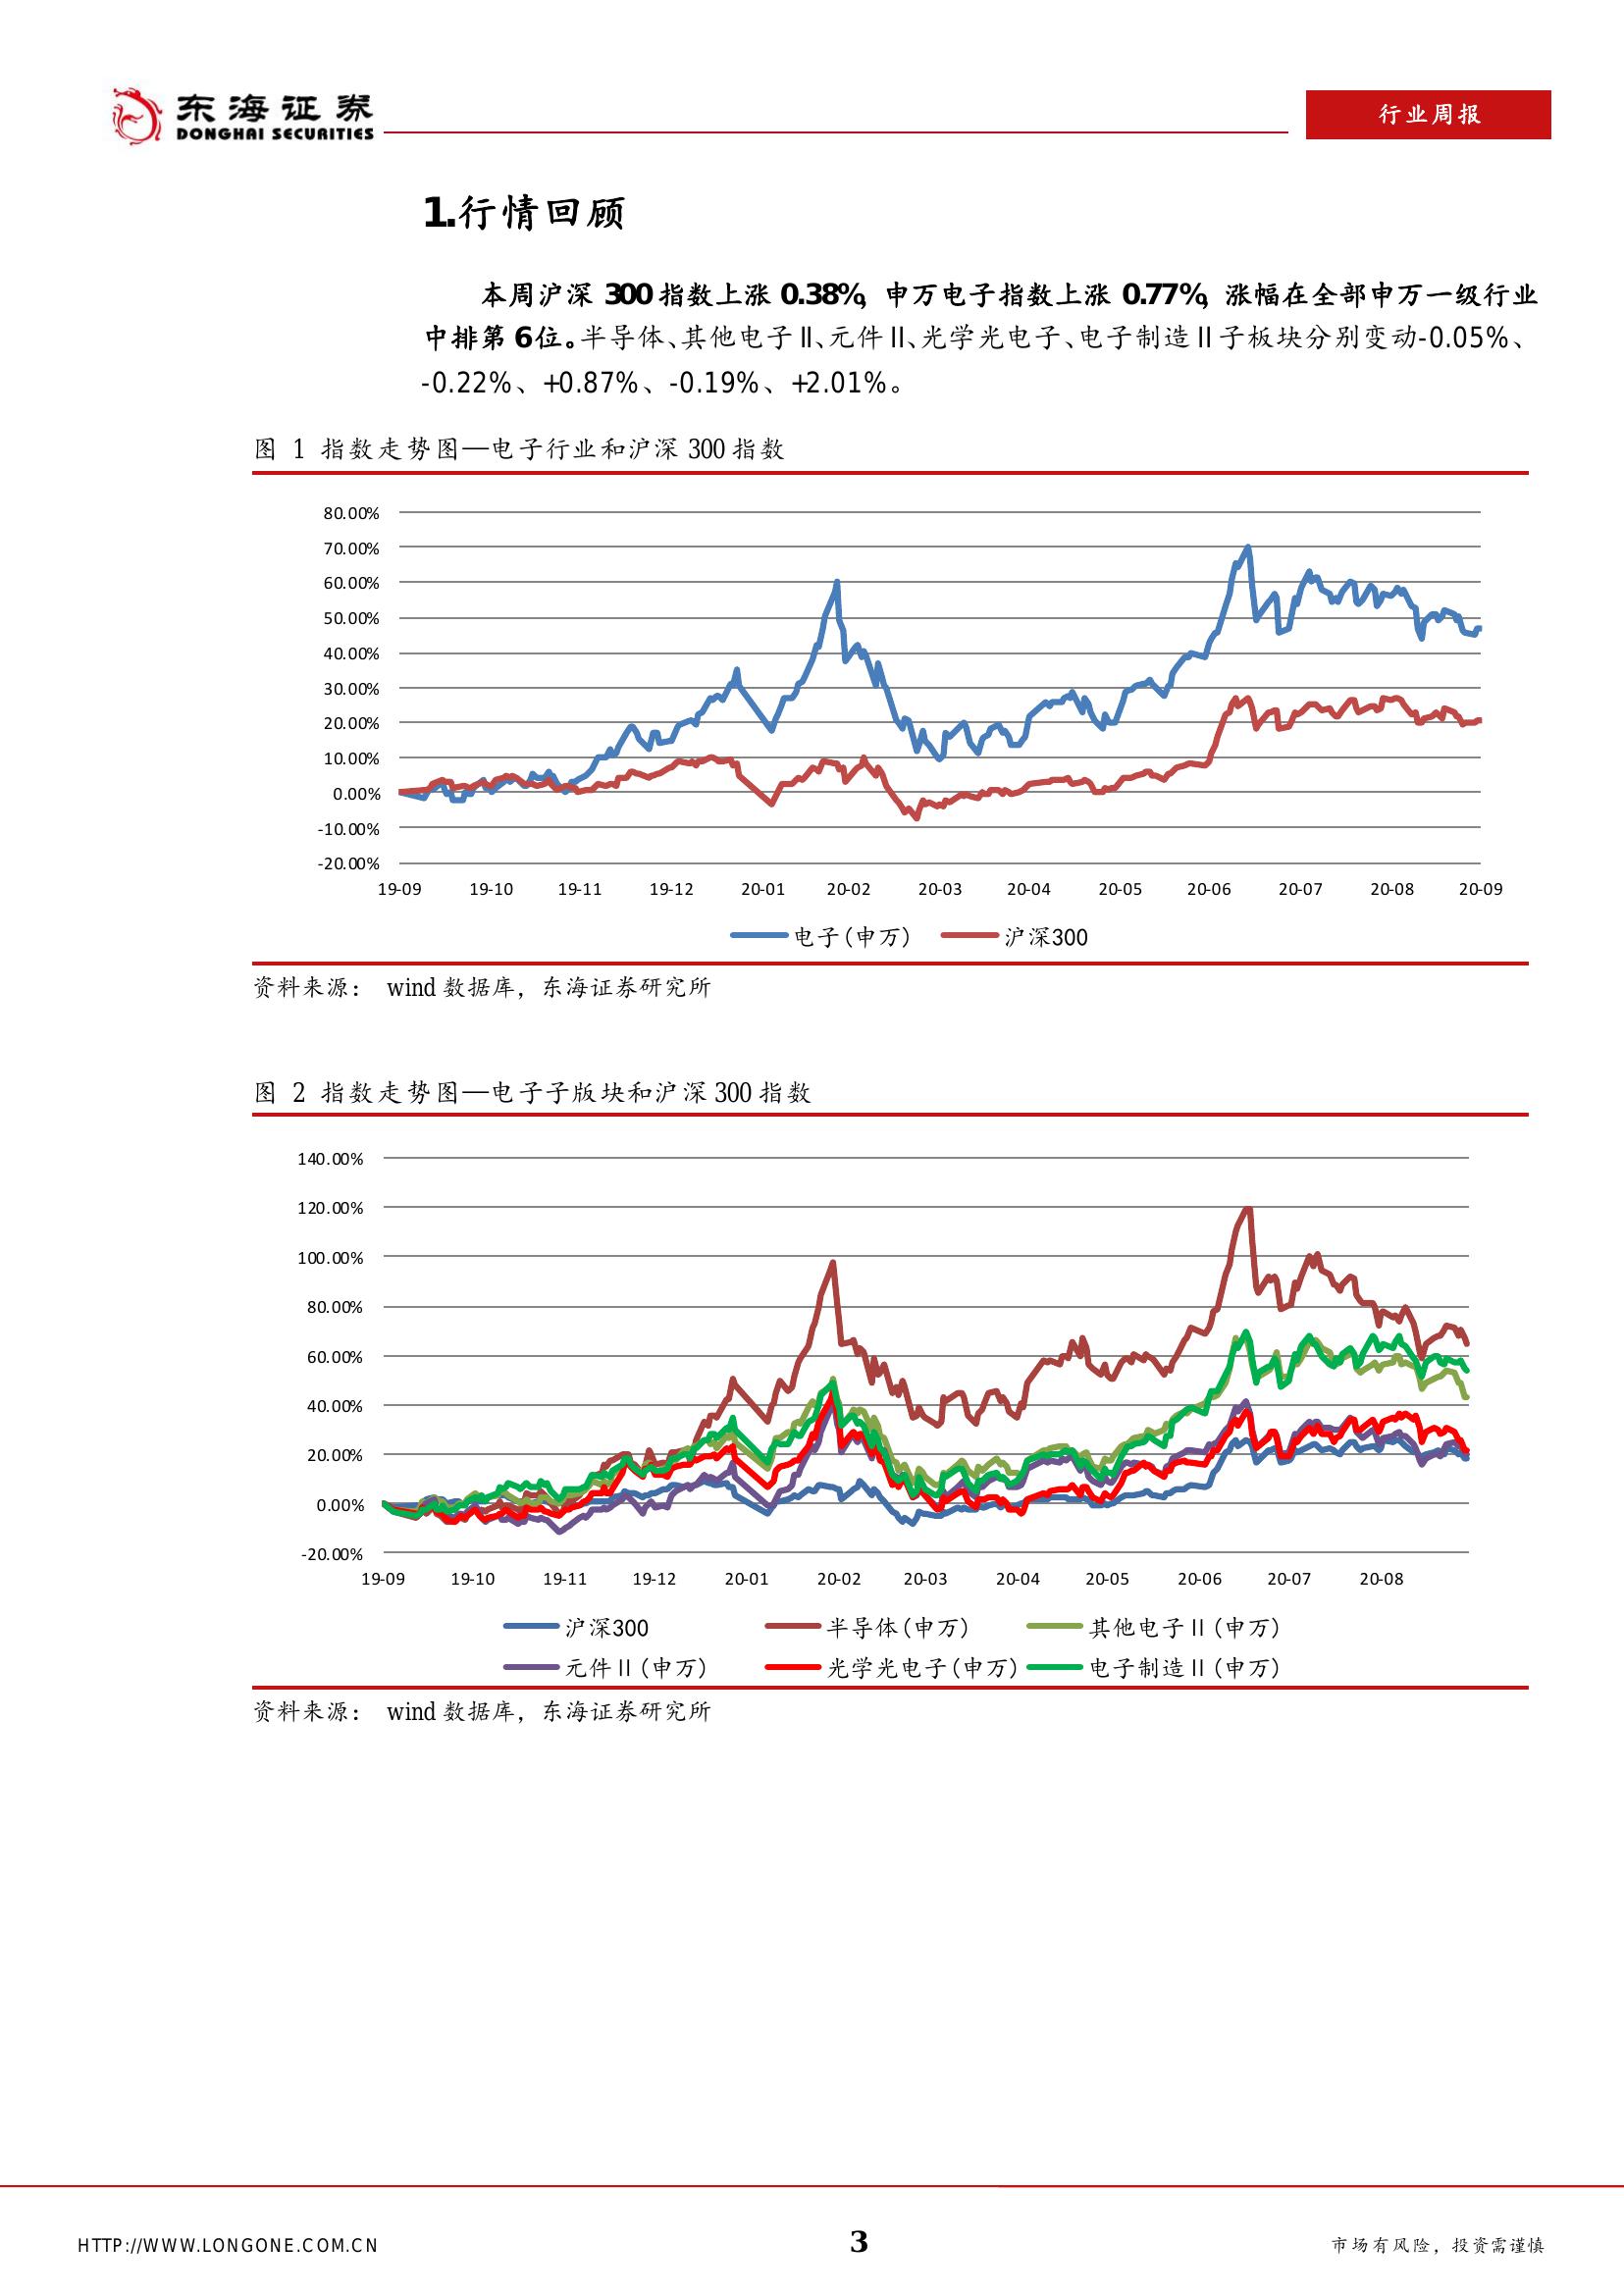 东海证券
DONGHAI SECURITIES
行业周报
1.行情回顾
本周沪深 300 指数上涨 0.38%，申万电子指数上涨 0.77%，涨幅在全部申万一级行业
中排第 6 位。半导体、其他电子Ⅱ、元件Ⅱ、光学光电子、电子制造Ⅱ子板块分别变动-0.05%、
-0.22%、+0.87%、-0.19%、+2.01%。
图 1 指数走势图—电子行业和沪深 300 指数
80.00%
70.00%
60.00%
50.00%
40.00%
30.00%
20.00%
10.00%
0.00%
-10.00%
-20.00%
19-09 19-10 19-11 19-12 20-01 20-02 20-03 20-04 20-05 20-06 20-07 20-08 20-09
电子(申万) 沪深300
资料来源： wind 数据库，东海证券研究所
图 2 指数走势图—电子子版块和沪深 300 指数
140.00%
120.00%
100.00%
80.00%
60.00%
40.00%
20.00%
0.00%
-20.00%
19-09 19-10 19-11 19-12 20-01 20-02 20-03 20-04 20-05 20-06 20-07 20-08
沪深300 半导体(申万) 其他电子Ⅱ(申万)
元件Ⅱ(申万) 光学光电子(申万) 电子制造Ⅱ(申万)
资料来源： wind 数据库，东海证券研究所
HTTP://WWW.LONGONE.COM.CN 3 市场有风险，投资需谨慎